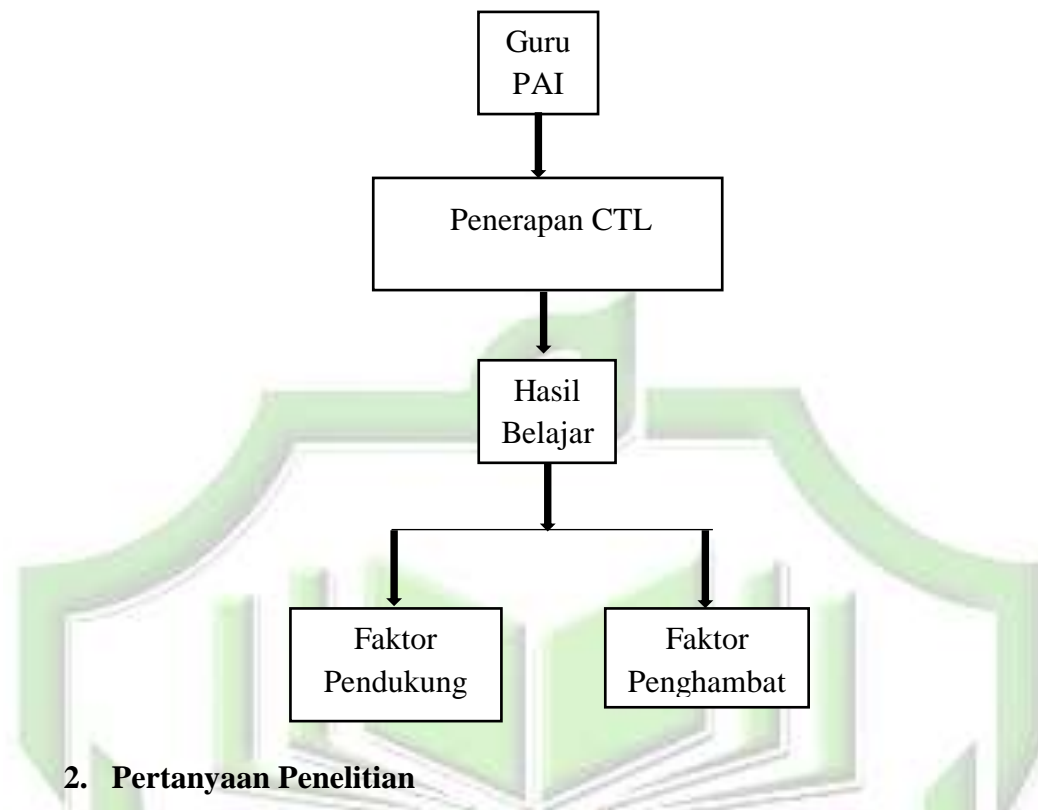 Guru
PAI
Penerapan CTL
Hasil
Belajar
Faktor
Pendukung
Faktor
Penghambat
2. Pertanyaan Penelitian